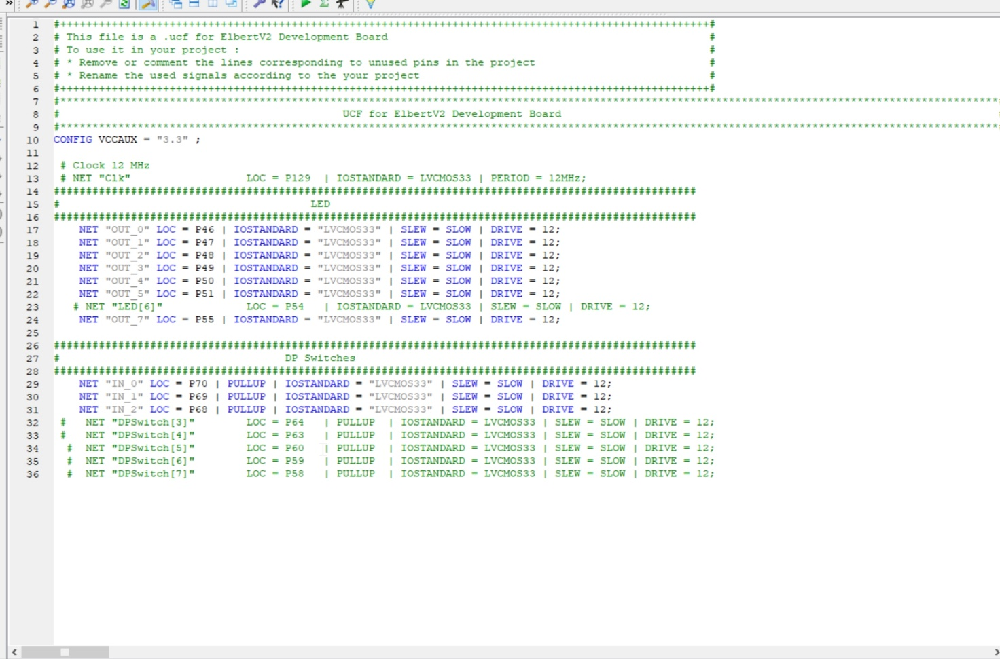 1 #+++++++++++++++++++++++++++++++++++++++++++++++++++++++++++++++++++++++++++++++++++++++++++++++++++++#
2 # This file is a .ucf for ElbertV2 Development Board #
3 # To use it in your project : #
4 # * Remove or comment the lines corresponding to unused pins in the project #
5 # * Rename the used signals according to the your project #
6 #+++++++++++++++++++++++++++++++++++++++++++++++++++++++++++++++++++++++++++++++++++++++++++++++++++++#
7 #**************************************************************************************************************************************************
8 # UCF for ElbertV2 Development Board #
9 #**************************************************************************************************************************************************
10 CONFIG VCCAUX = "3.3" ;
11
12 # Clock 12 MHz
13 # NET "Clk" LOC = P129 | IOSTANDARD = LVCMOS33 | PERIOD = 12MHz;
14 ####################################################################################################
15 # LED
16 ####################################################################################################
17 NET "OUT_0" LOC = P46 | IOSTANDARD = "LVCMOS33" | SLEW = SLOW | DRIVE = 12;
18 NET "OUT_1" LOC = P47 | IOSTANDARD = "LVCMOS33" | SLEW = SLOW | DRIVE = 12;
19 NET "OUT_2" LOC = P48 | IOSTANDARD = "LVCMOS33" | SLEW = SLOW | DRIVE = 12;
20 NET "OUT_3" LOC = P49 | IOSTANDARD = "LVCMOS33" | SLEW = SLOW | DRIVE = 12;
21 NET "OUT_4" LOC = P50 | IOSTANDARD = "LVCMOS33" | SLEW = SLOW | DRIVE = 12;
22 NET "OUT_5" LOC = P51 | IOSTANDARD = "LVCMOS33" | SLEW = SLOW | DRIVE = 12;
23 # NET "LED[6]" LOC = P54 | IOSTANDARD = LVCMOS33 | SLEW = SLOW | DRIVE = 12;
24 NET "OUT_7" LOC = P55 | IOSTANDARD = "LVCMOS33" | SLEW = SLOW | DRIVE = 12;
25
26 ####################################################################################################
27 # DP Switches
28 ####################################################################################################
29 NET "IN_0" LOC = P70 | PULLUP | IOSTANDARD = "LVCMOS33" | SLEW = SLOW | DRIVE = 12;
30 NET "IN_1" LOC = P69 | PULLUP | IOSTANDARD = "LVCMOS33" | SLEW = SLOW | DRIVE = 12;
31 NET "IN_2" LOC = P68 | PULLUP | IOSTANDARD = "LVCMOS33" | SLEW = SLOW | DRIVE = 12;
32 # NET "DPSwitch[3]" LOC = P64 | PULLUP | IOSTANDARD = LVCMOS33 | SLEW = SLOW | DRIVE = 12;
33 # NET "DPSwitch[4]" LOC = P63 | PULLUP | IOSTANDARD = LVCMOS33 | SLEW = SLOW | DRIVE = 12;
34 # NET "DPSwitch[5]" LOC = P60 | PULLUP | IOSTANDARD = LVCMOS33 | SLEW = SLOW | DRIVE = 12;
35 # NET "DPSwitch[6]" LOC = P59 | PULLUP | IOSTANDARD = LVCMOS33 | SLEW = SLOW | DRIVE = 12;
36 # NET "DPSwitch[7]" LOC = P58 | PULLUP | IOSTANDARD = LVCMOS33 | SLEW = SLOW | DRIVE = 12;